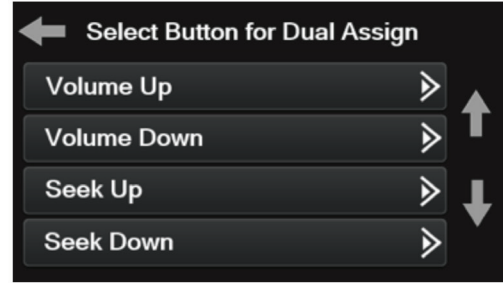 Select Button for Dual Assign
Volume Up
Volume Down
Seek Up
Seek Down